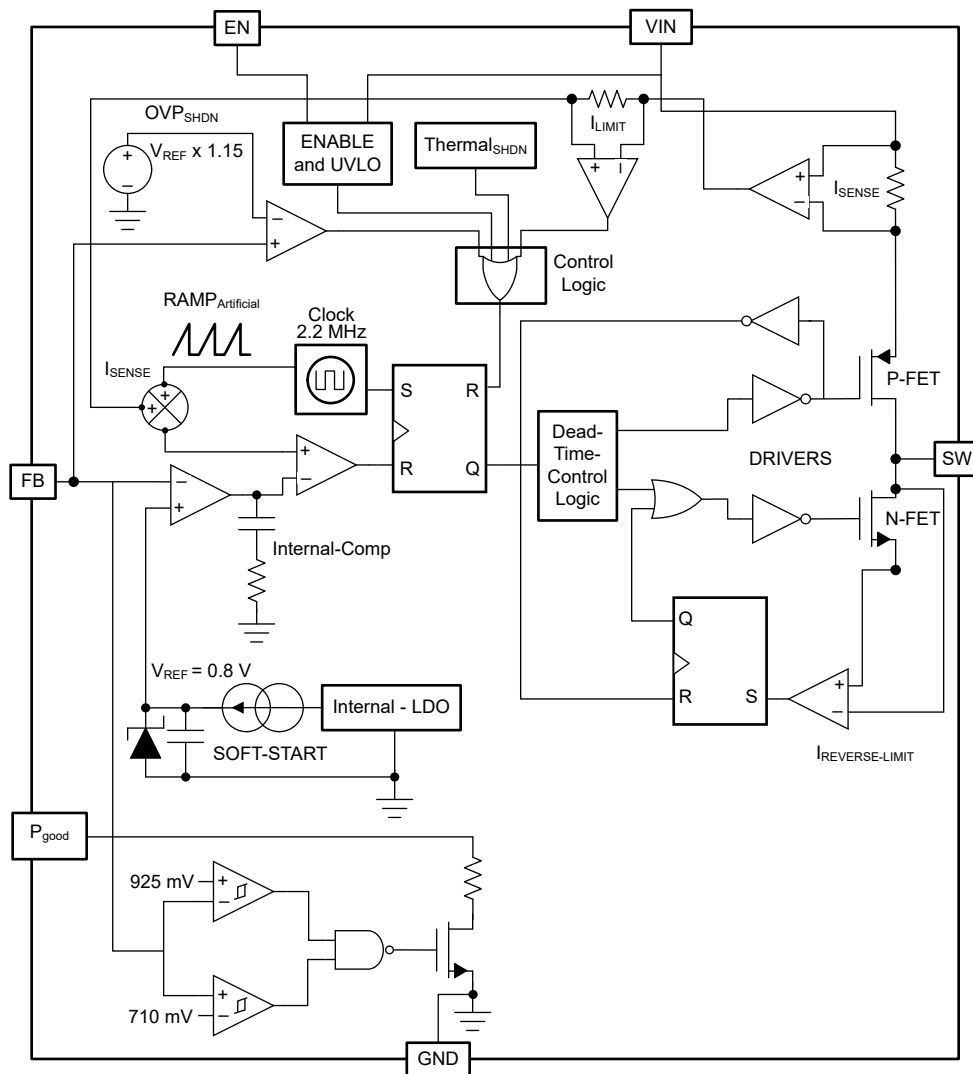 EN
VIN
OVPSHDN
VREF x 1.15
+
−
ENABLE
and UVLO
ThermalSHDN
ILIMIT
+
−
+
−
ISENSE
−
+
Control
Logic
RAMPArtificial
Clock
2.2 MHz
ISENSE
+
+
S
R
R
Q
+
−
P-FET
Dead-
Time-
Control
Logic
DRIVERS
SW
FB
−
+
N-FET
Internal-Comp
Q
R
S
+
−
IREVERSE-LIMIT
VREF = 0.8 V
Internal - LDO
SOFT-START
Pgood
925 mV
+
−
710 mV
+
−
GND